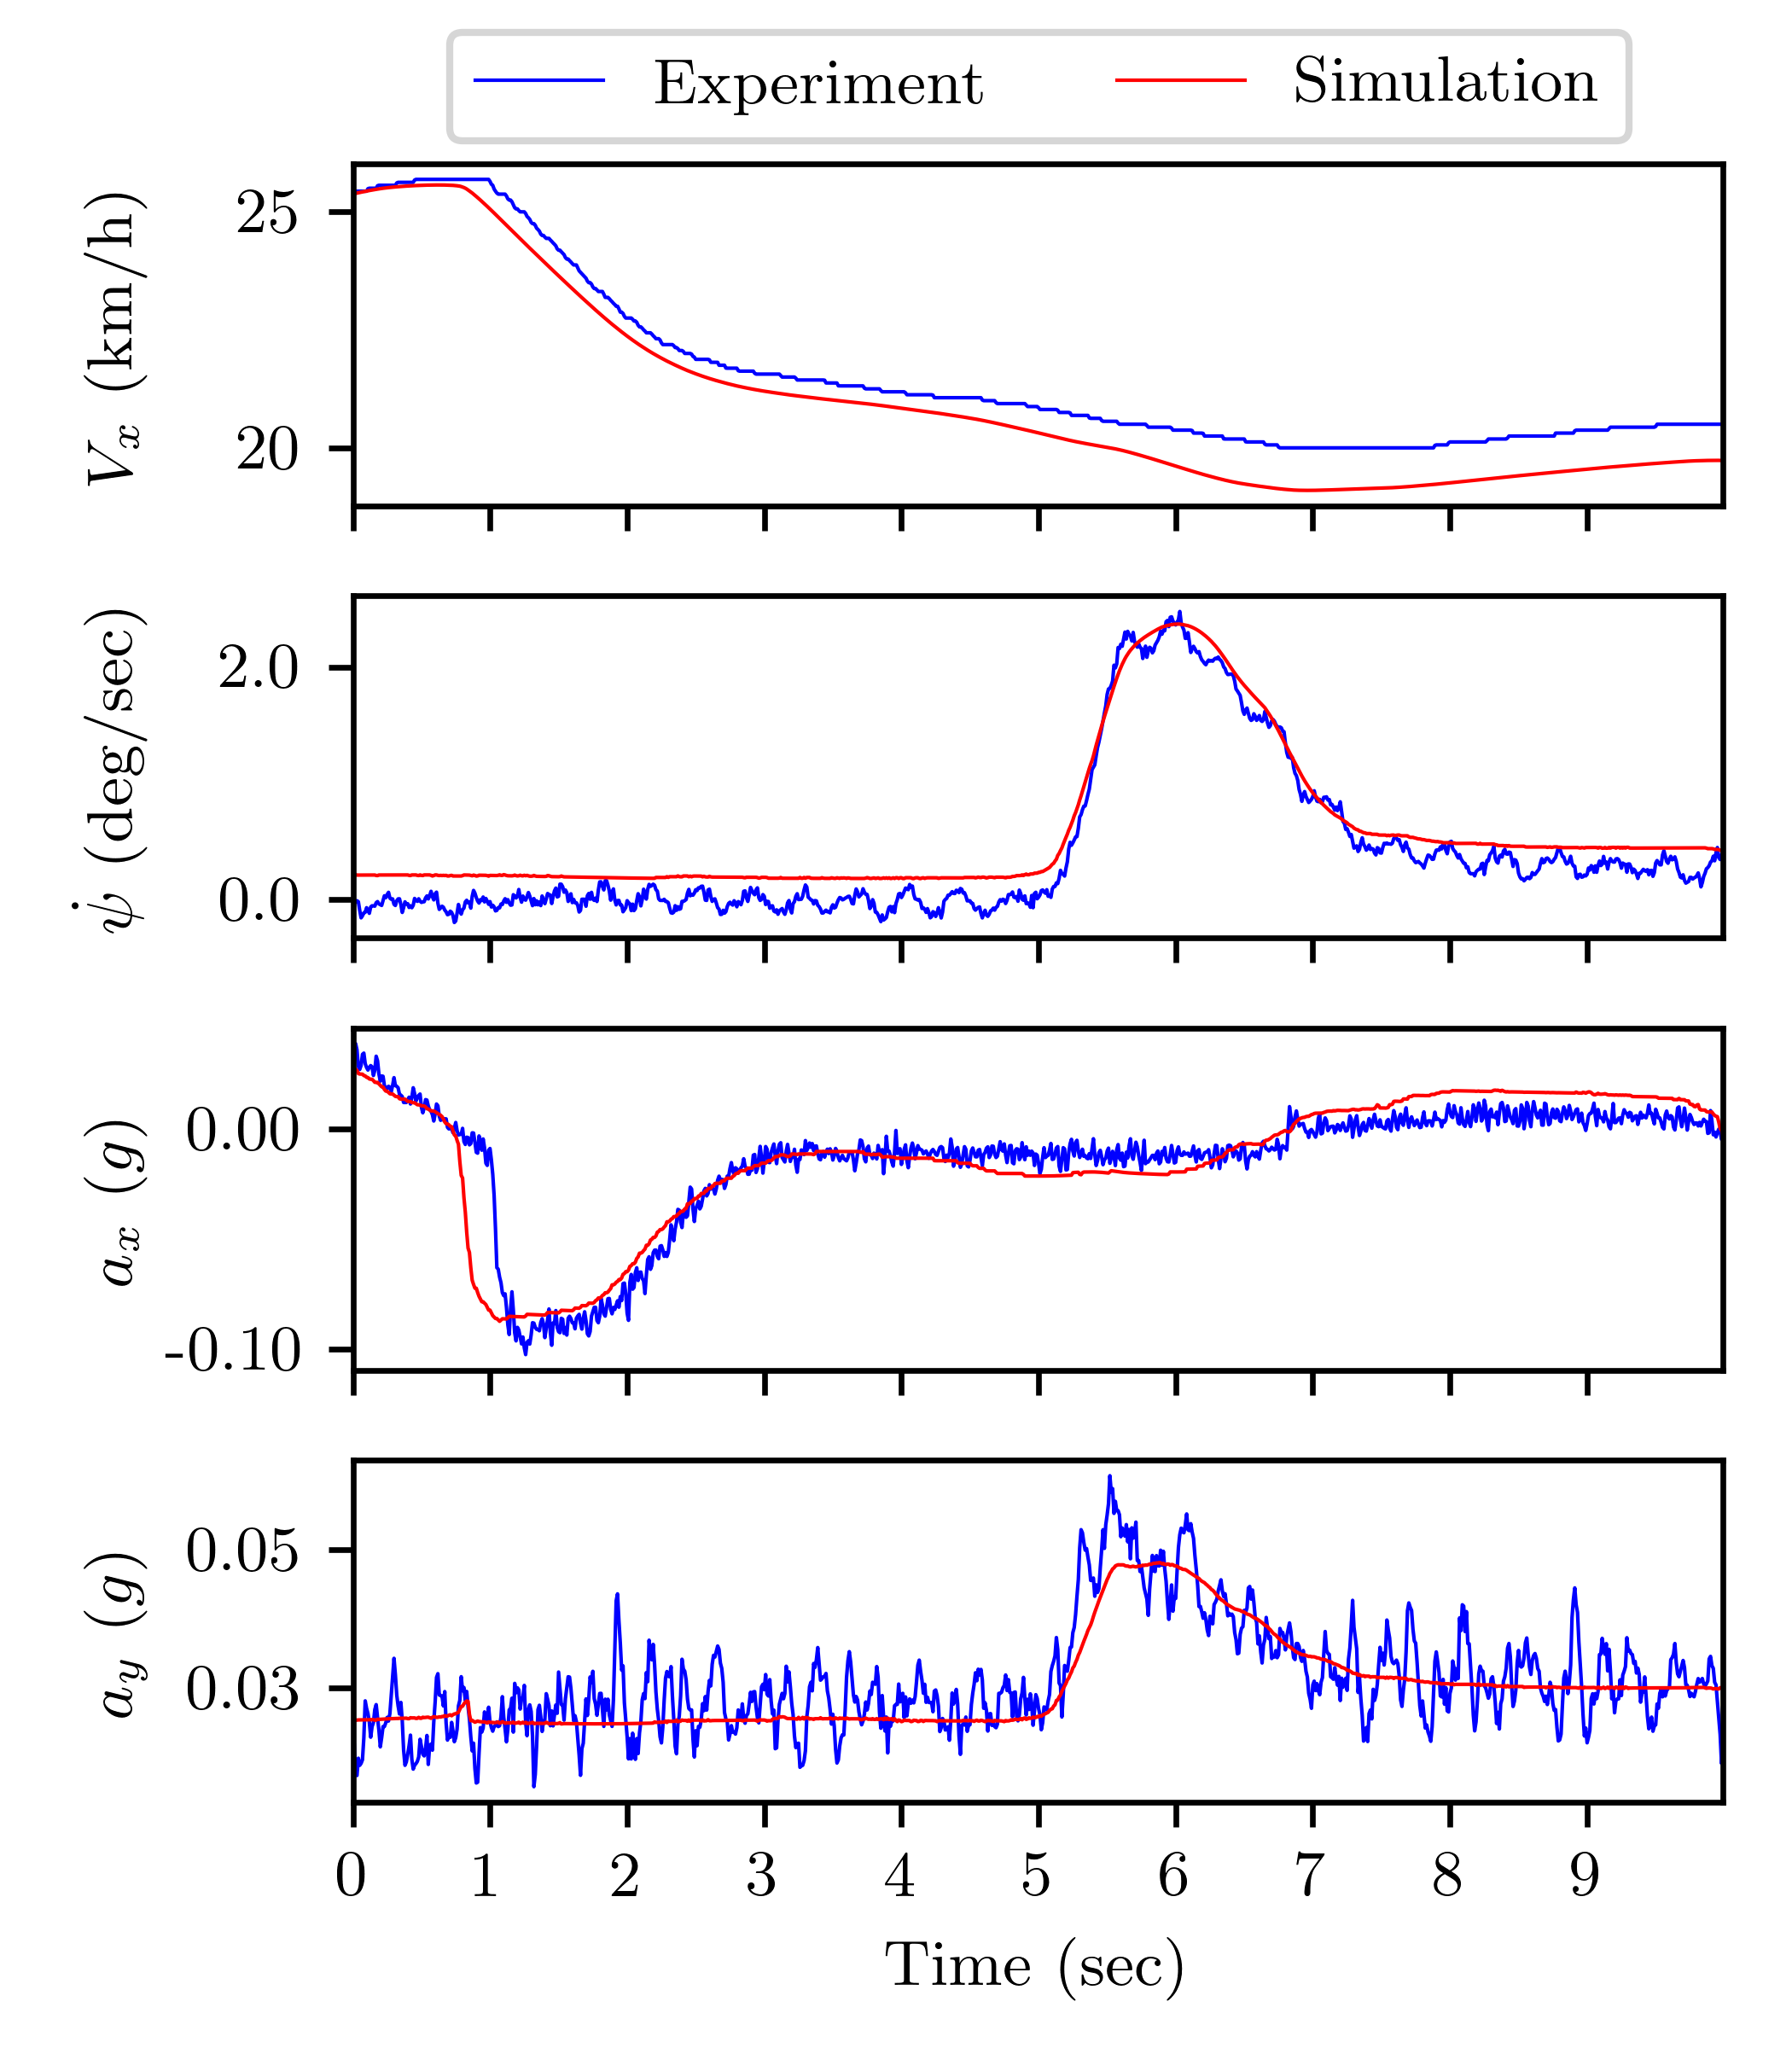 Experiment Simulation
V_x (km/h)
25
20
ψ̇ (deg/sec)
2.0
0.0
a_x (g)
0.00
-0.10
a_y (g)
0.05
0.03
0 1 2 3 4 5 6 7 8 9
Time (sec)